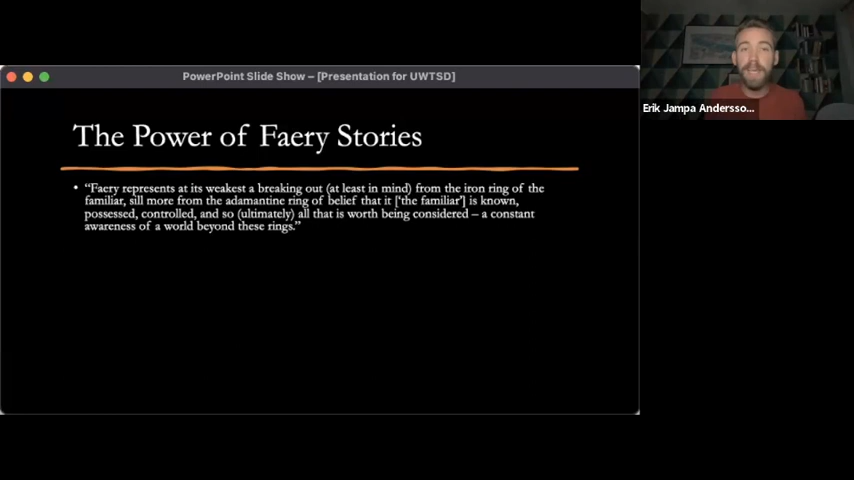 PowerPoint Slide Show – [Presentation for UWTSD]
The Power of Faery Stories
• “Faery represents at its weakest a breaking out (at least in mind) from the iron ring of the
familiar, sill more from the adamantine ring of belief that it [‘the familiar’] is known,
possessed, controlled, and so (ultimately) all that is worth being considered – a constant
awareness of a world beyond these rings.”
Erik Jampa Andersso...